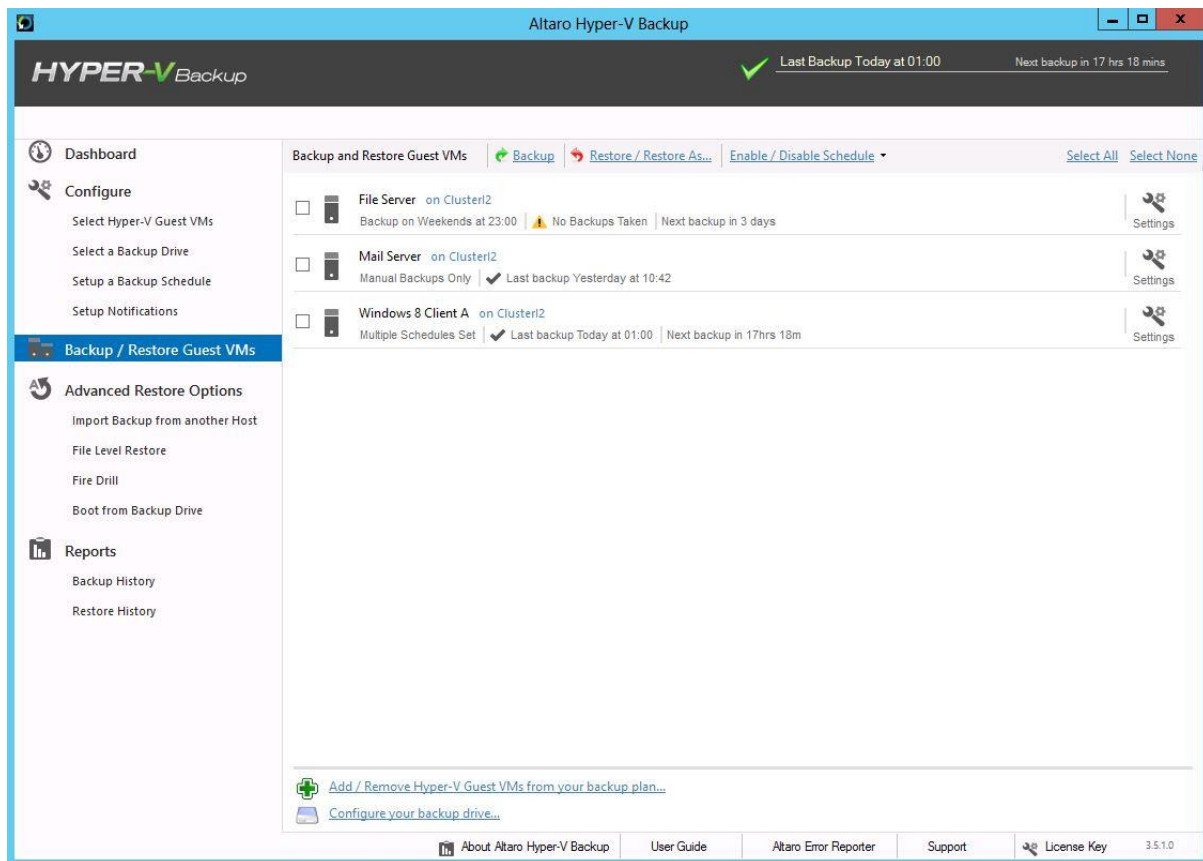 Altaro Hyper-V Backup
HYPER-V Backup
Last Backup Today at 01:00
Next backup in 17 hrs 18 mins
Dashboard
Configure
Select Hyper-V Guest VMs
Select a Backup Drive
Setup a Backup Schedule
Setup Notifications
Backup / Restore Guest VMs
Advanced Restore Options
Import Backup from another Host
File Level Restore
Fire Drill
Boot from Backup Drive
Reports
Backup History
Restore History
Backup and Restore Guest VMs Backup Restore / Restore As... Enable / Disable Schedule Select All Select None
File Server on Clusterl2
Backup on Weekends at 23:00 No Backups Taken Next backup in 3 days
Settings
Mail Server on Clusterl2
Manual Backups Only Last backup Yesterday at 10:42
Settings
Windows 8 Client A on Clusterl2
Multiple Schedules Set Last backup Today at 01:00 Next backup in 17hrs 18m
Settings
Add / Remove Hyper-V Guest VMs from your backup plan...
Configure your backup drive...
About Altaro Hyper-V Backup User Guide Altaro Error Reporter Support License Key 3.5.1.0